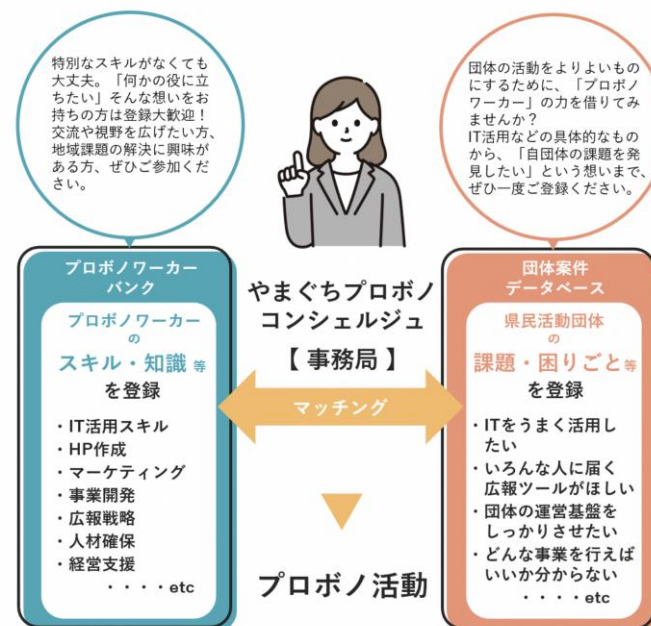 特別なスキルがなくても
大丈夫。「何かの役に立
ちたい」そんな想いをお
持ちの方は登録大歓迎！
交流や視野を広げたい方、
地域課題の解決に興味が
ある方、ぜひご参加くだ
さい。
団体の活動をよりよいもの
にするために、「プロボノ
ワーカー」の力を借りてみ
ませんか？
IT活用などの具体的なもの
から、「自団体の課題を発
見したい」という想いまで、
ぜひ一度ご登録ください。
プロボノワーカー
バンク
プロボノワーカー
の
スキル・知識 等
を登録
・IT活用スキル
・HP作成
・マーケティング
・事業開発
・広報戦略
・人材確保
・経営支援
・・・・etc
やまぐちプロボノ
コンシェルジュ
【 事務局 】
マッチング
プロボノ活動
団体案件
データベース
県民活動団体
の
課題・困りごと等
を登録
・ITをうまく活用し
たい
・いろんな人に届く
広報ツールがほしい
・団体の運営基盤を
しっかりさせたい
・どんな事業を行えば
いいか分からない
・・・・etc